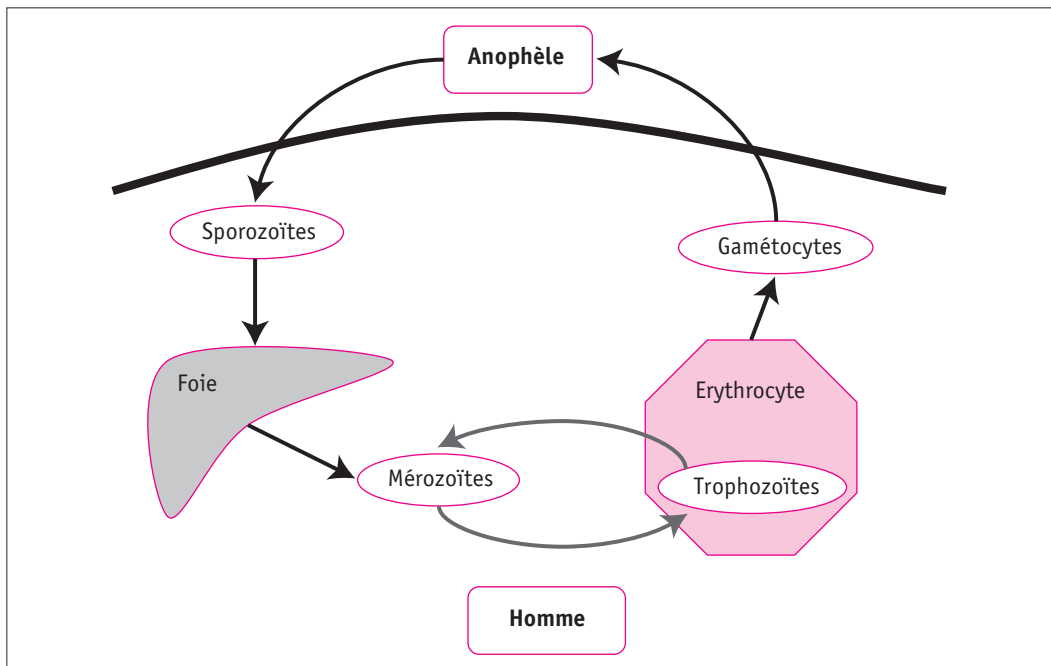 Anophèle
Sporozoïtes
Gamétocytes
Foie
Erythrocyte
Mérozoïtes
Trophozoïtes
Homme